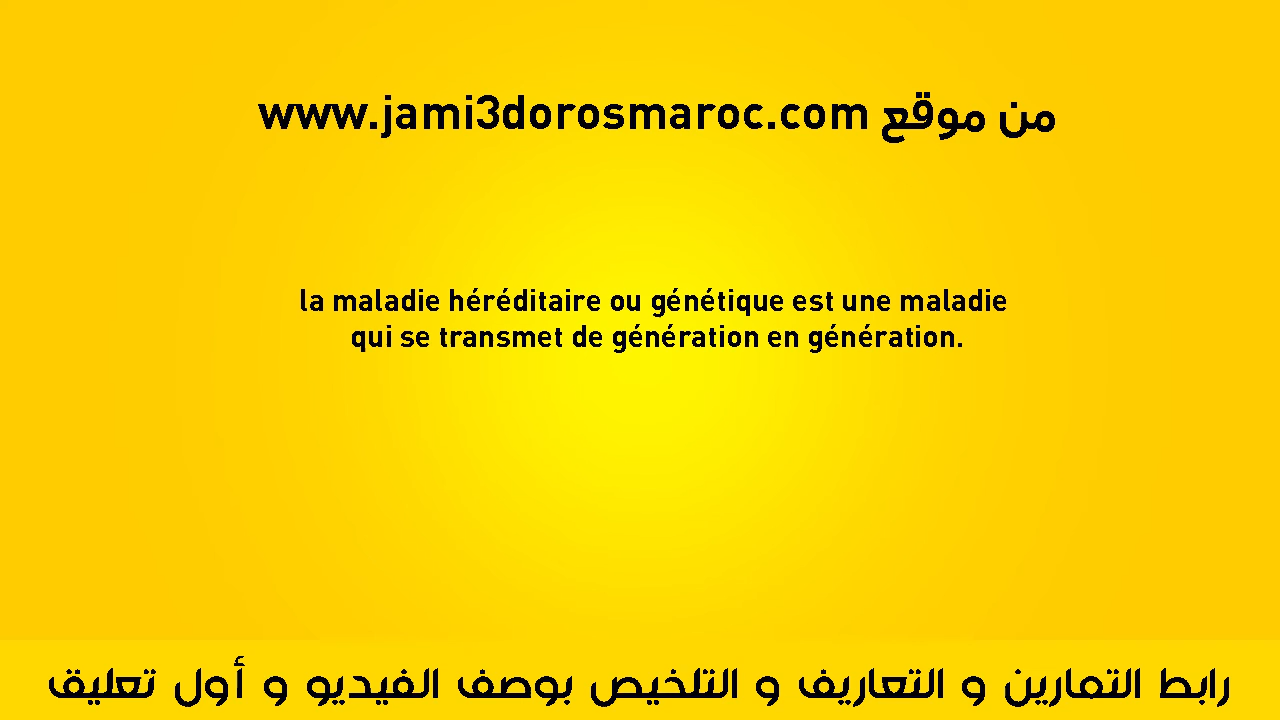 من موقع www.jami3dorosmaroc.com
la maladie héréditaire ou génétique est une maladie
qui se transmet de génération en génération.
رابط التمارين و التعاريف و التلخيص بوصف الفيديو و أول تعليق